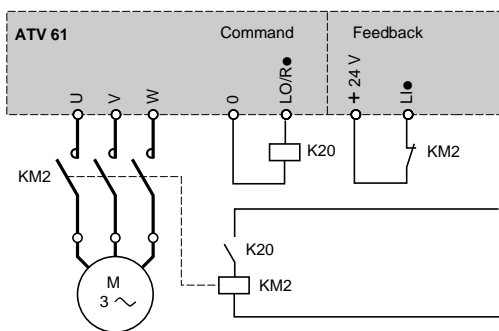 ATV 61
Command
Feedback
U
V
W
0
LO/R●
+ 24 V
LI●
KM2
K20
KM2
K20
KM2
M
3 ~